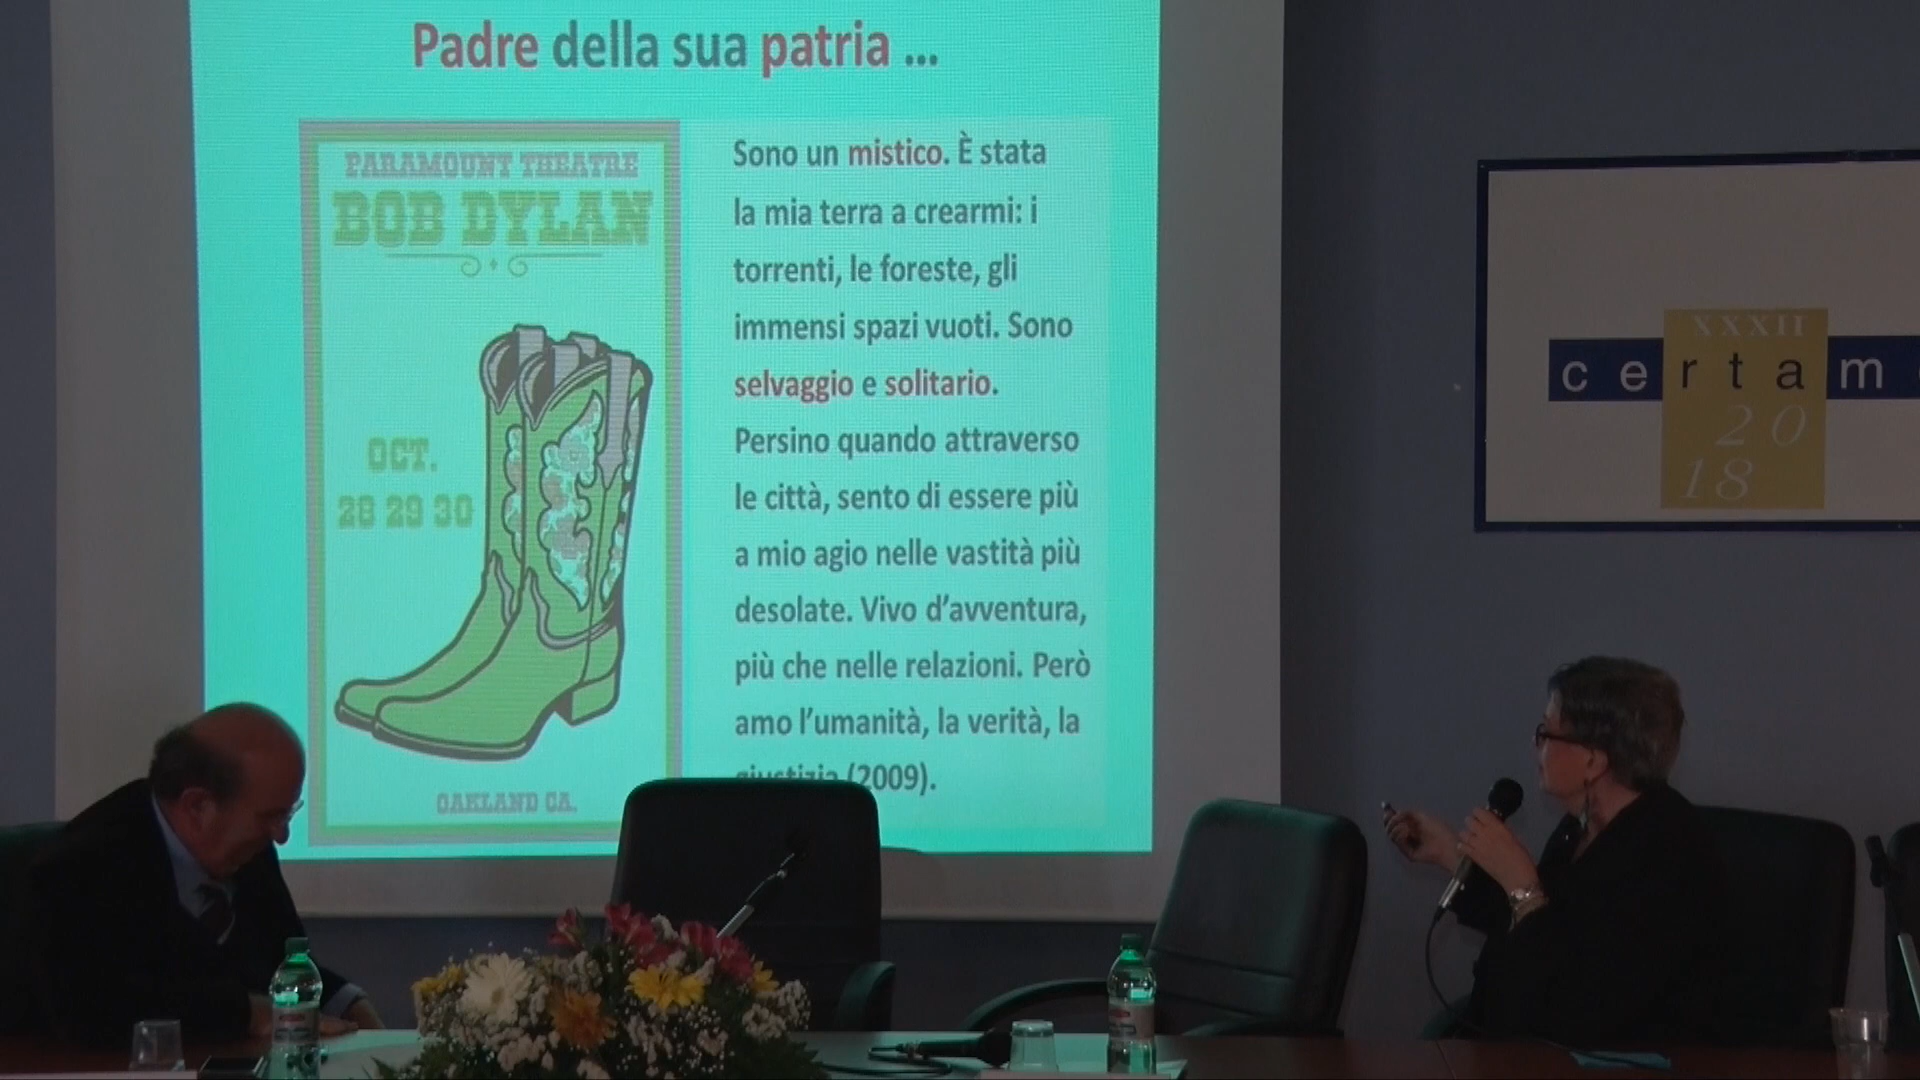 Padre della sua patria ...
PARAMOUNT THEATRE
BOB DYLAN
OCT.
28 29 30
OAKLAND CA.
Sono un mistico. È stata
la mia terra a crearmi: i
torrenti, le foreste, gli
immensi spazi vuoti. Sono
selvaggio e solitario.
Persino quando attraverso
le città, sento di essere più
a mio agio nelle vastità più
desolate. Vivo d'avventura,
più che nelle relazioni. Però
amo l'umanità, la verità, la
giustizia (2009).
XXXII
certam
20
18